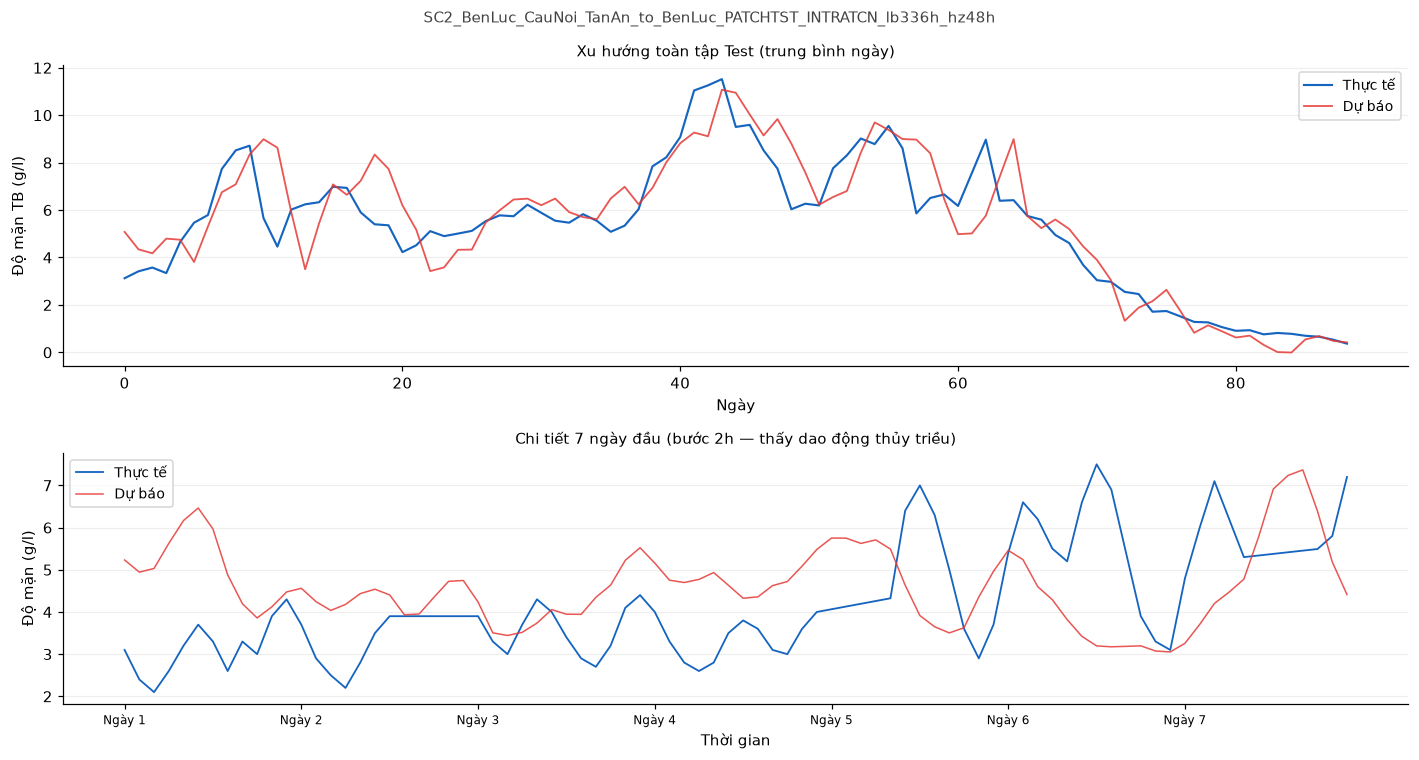 SC2_BenLuc_CauNoi_TanAn_to_BenLuc_PATCHTST_INTRATCN_lb336h_hz48h
Xu hướng toàn tập Test (trung bình ngày)
Độ mặn TB (g/l)
12
10
8
6
4
2
0
Thực tế
Dự báo
0 20 40 60 80
Ngày
Chi tiết 7 ngày đầu (bước 2h — thấy dao động thủy triều)
Độ mặn (g/l)
7
6
5
4
3
2
Thực tế
Dự báo
Ngày 1 Ngày 2 Ngày 3 Ngày 4 Ngày 5 Ngày 6 Ngày 7
Thời gian